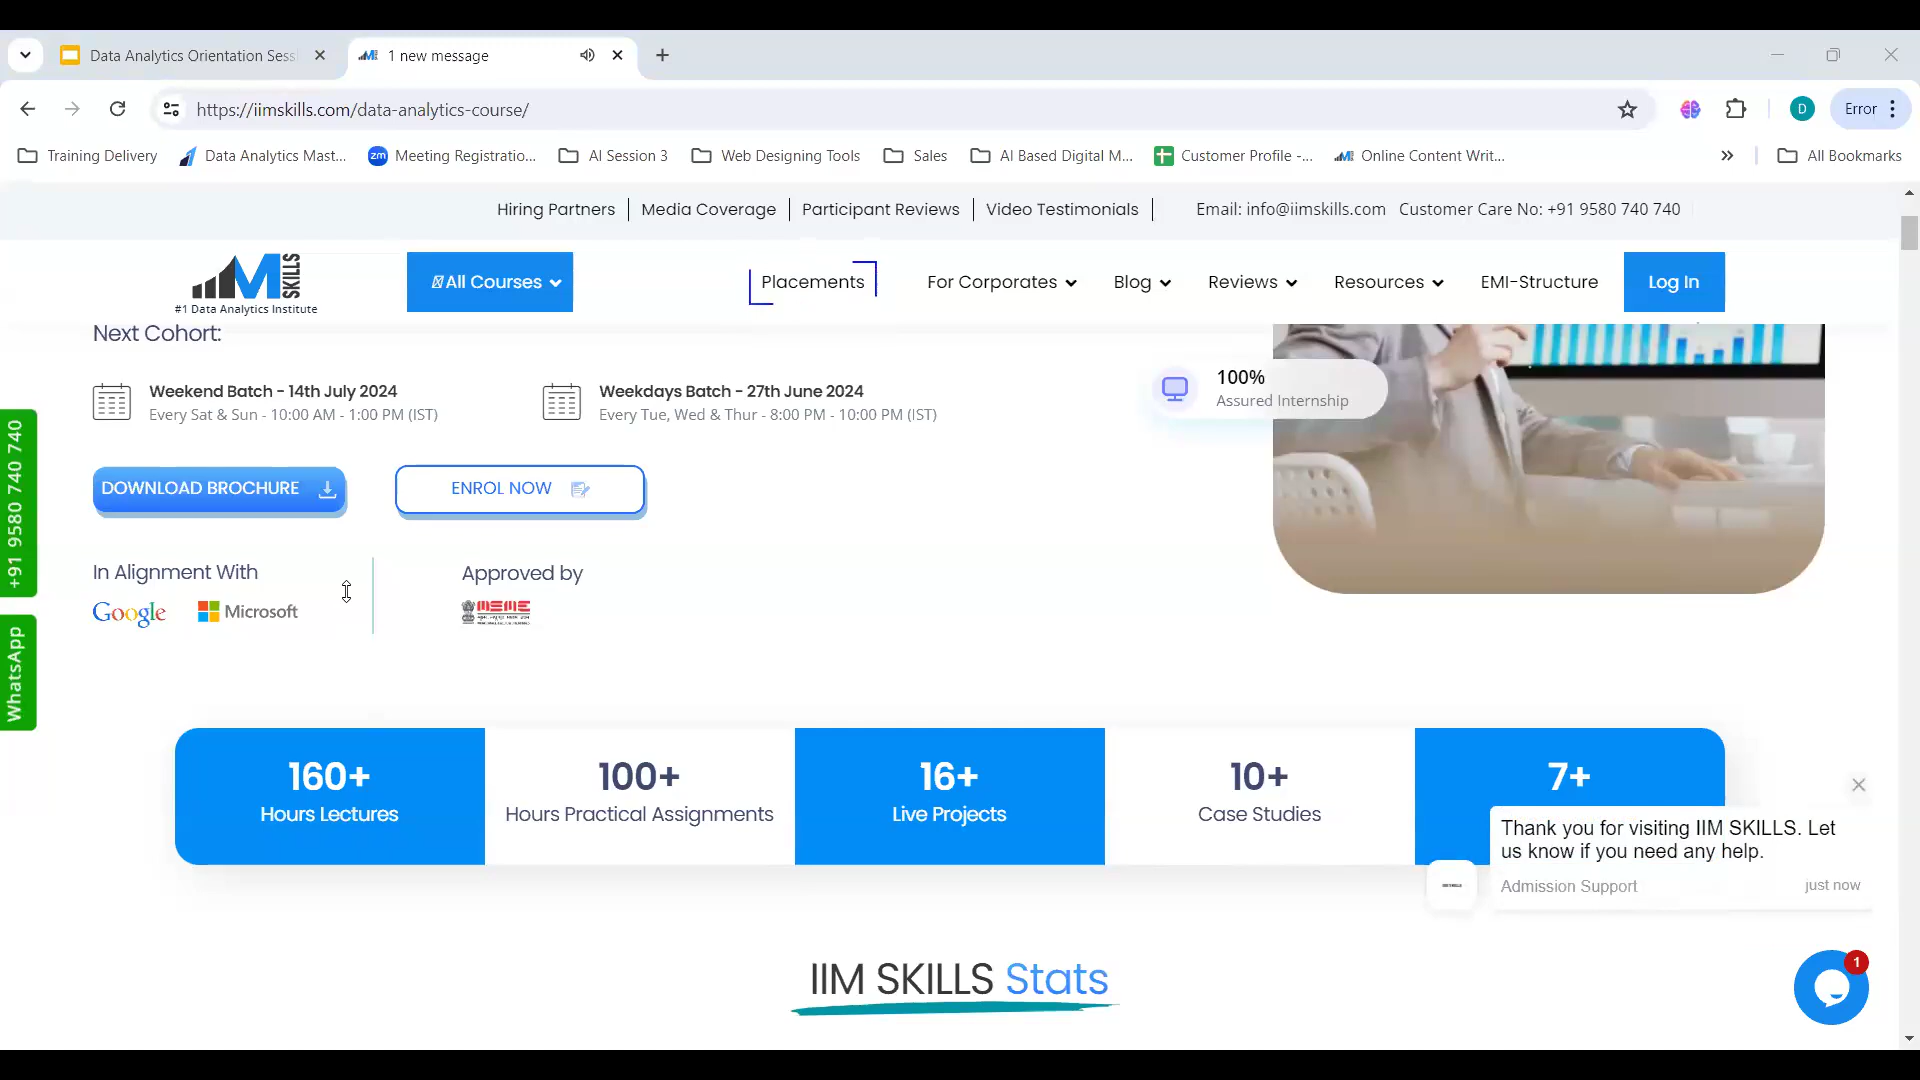 Data Analytics Orientation Sess
1 new message
https://iimskills.com/data-analytics-course/
D
Error
Training Delivery
Data Analytics Mast...
zm
Meeting Registratio...
AI Session 3
Web Designing Tools
Sales
AI Based Digital M...
Customer Profile -...
Online Content Writ...
All Bookmarks
Hiring Partners
Media Coverage
Participant Reviews
Video Testimonials
Email: info@iimskills.com
Customer Care No: +91 9580 740 740
IIM SKILLS
#1 Data Analytics Institute
All Courses
Placements
For Corporates
Blog
Reviews
Resources
EMI-Structure
Log In
Next Cohort:
Weekend Batch - 14th July 2024
Every Sat & Sun - 10:00 AM - 1:00 PM (IST)
Weekdays Batch - 27th June 2024
Every Tue, Wed & Thur - 8:00 PM - 10:00 PM (IST)
100%
Assured Internship
+91 9580 740 740
WhatsApp
DOWNLOAD BROCHURE
ENROL NOW
In Alignment With
Google
Microsoft
Approved by
MSME
160+
Hours Lectures
100+
Hours Practical Assignments
16+
Live Projects
10+
Case Studies
7+
Thank you for visiting IIM SKILLS. Let
us know if you need any help.
Admission Support
just now
IIM SKILLS Stats
1